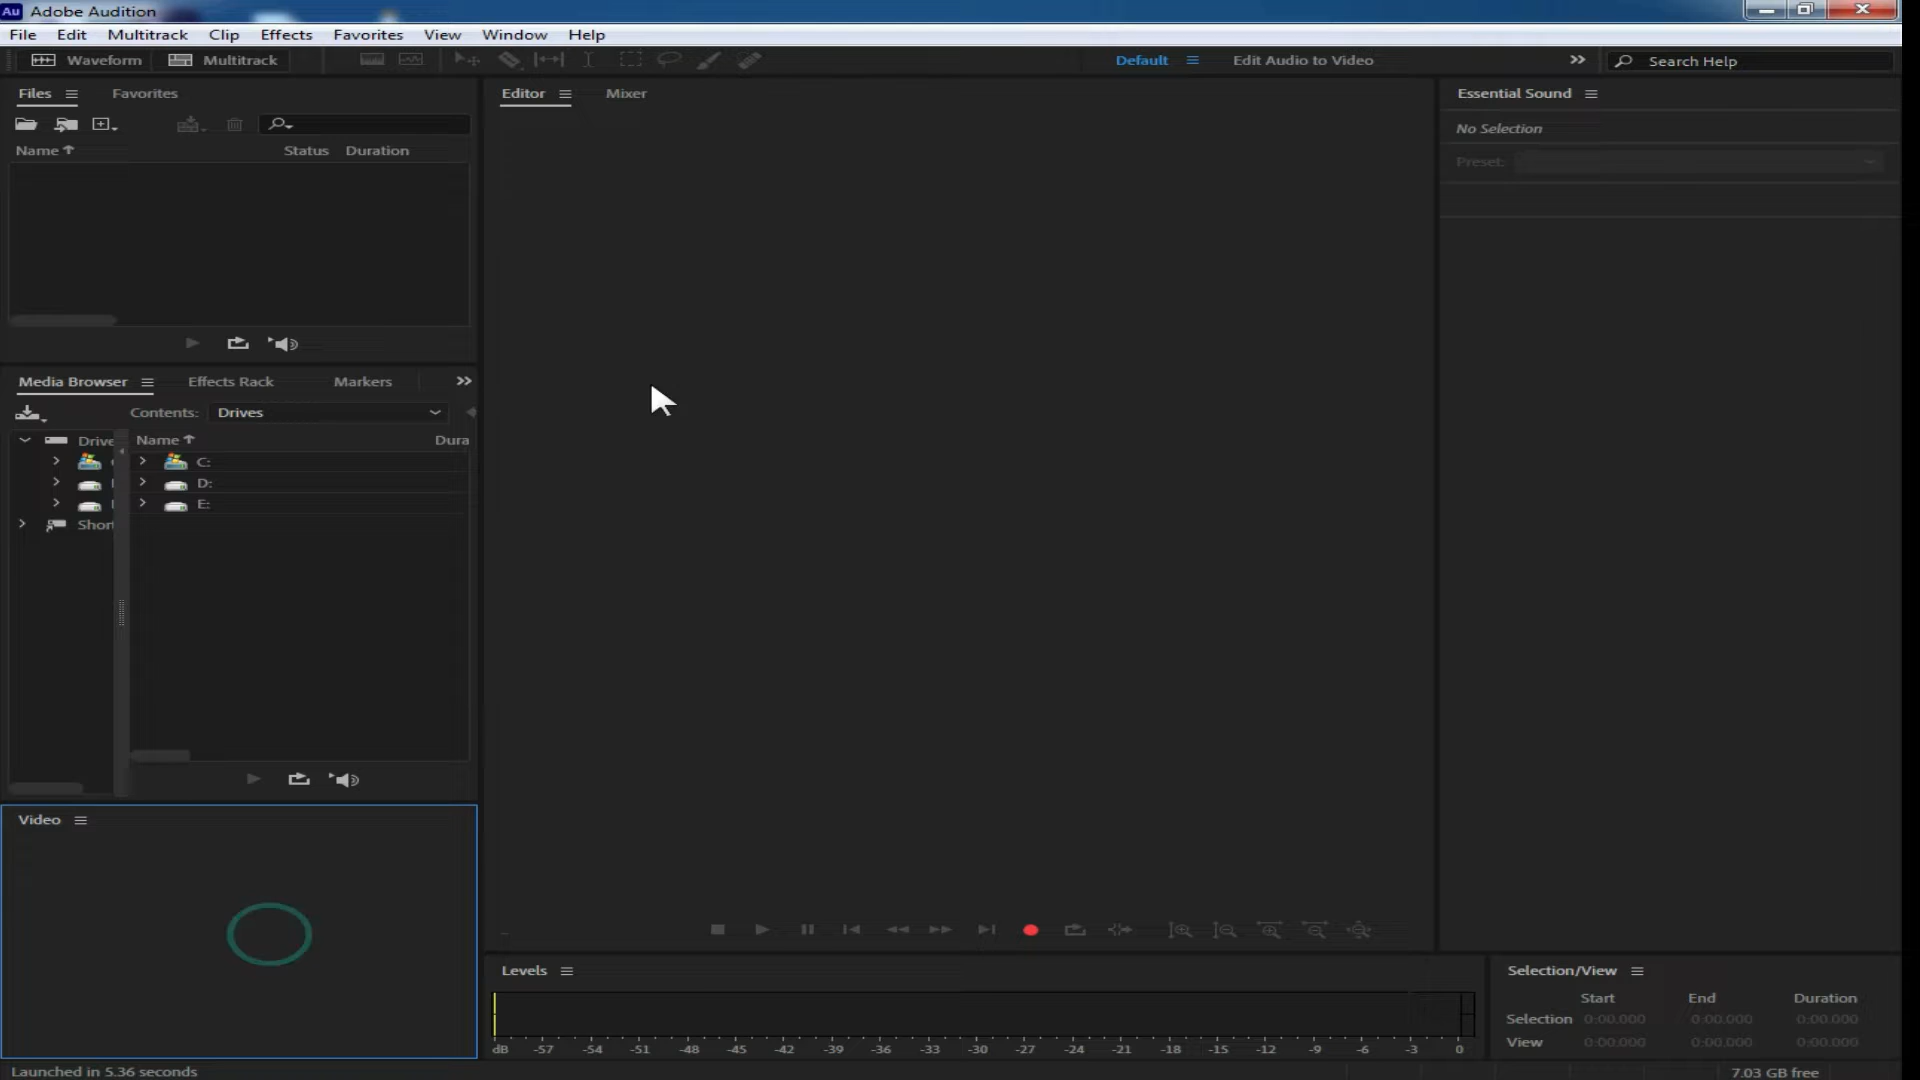 Au Adobe Audition
File Edit Multitrack Clip Effects Favorites View Window Help
Waveform Multitrack Default Edit Audio to Video Search Help
Files Favorites
Name Status Duration
Editor Mixer
Essential Sound
No Selection
Preset:
Media Browser Effects Rack Markers
Contents: Drives
Drive
Shor
Name Dura
C:
D:
E:
Video
Levels
dB -57 -54 -51 -48 -45 -42 -39 -36 -33 -30 -27 -24 -21 -18 -15 -12 -9 -6 -3 0
Selection/View
Start End Duration
Selection 0:00.000 0:00.000 0:00.000
View 0:00.000 0:00.000 0:00.000
Launched in 5.36 seconds
7.03 GB free